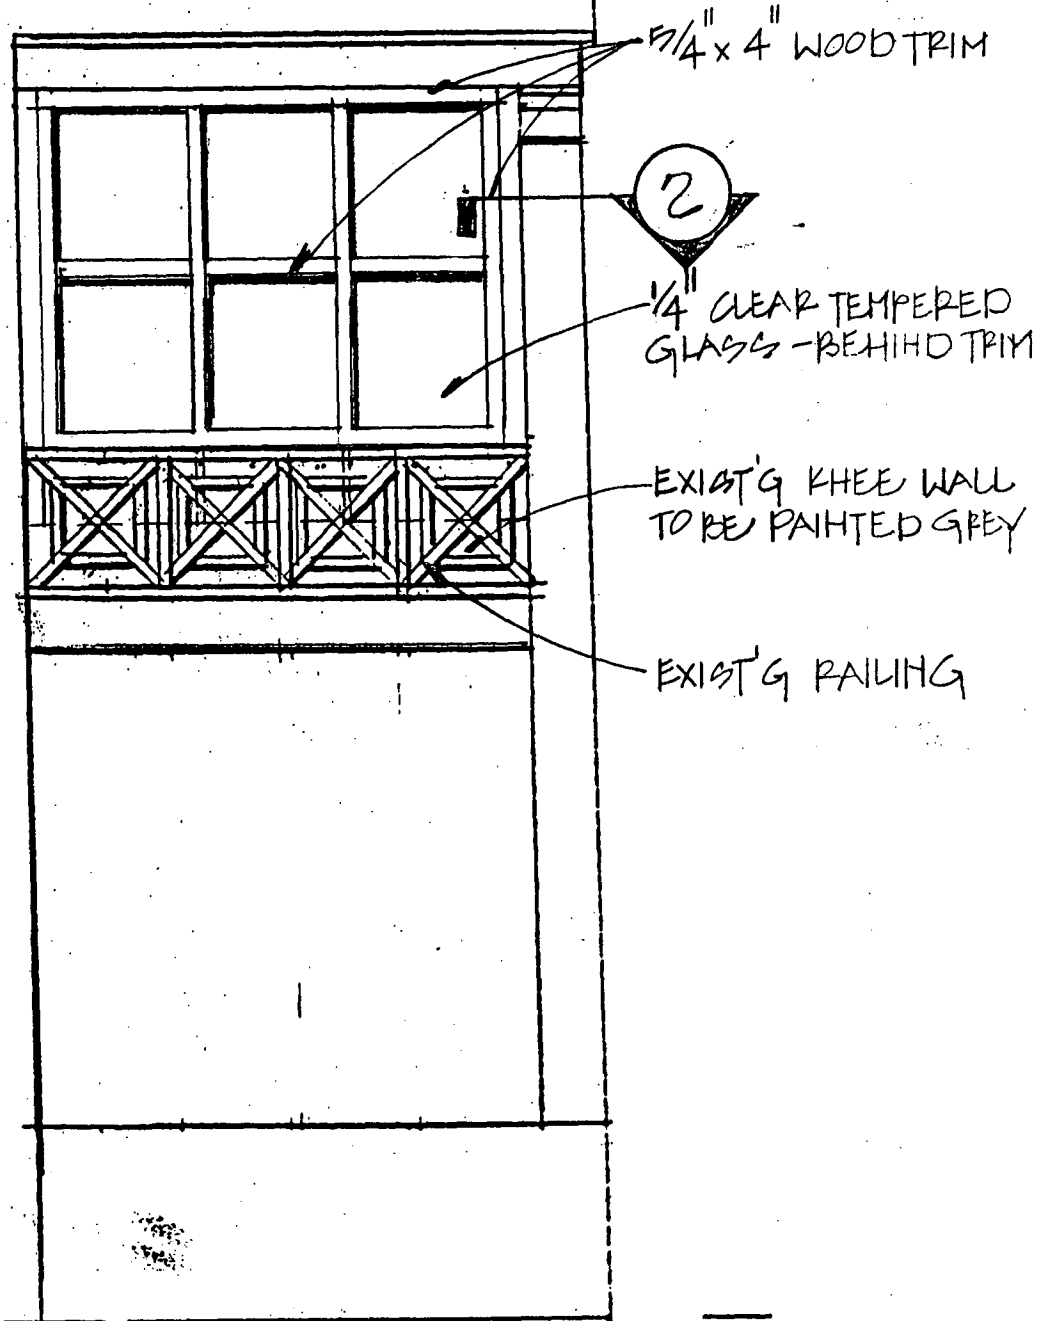 5/4" x 4" WOOD TRIM
2
1/4" CLEAR TEMPERED
GLASS - BEHIND TRIM
EXIST'G KNEE WALL
TO BE PAINTED GREY
EXIST'G RAILING